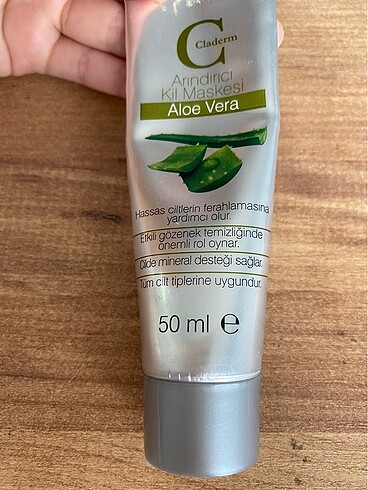 C
Claderm
Arındırıcı
Kil Maskesi
Aloe Vera
Hassas ciltlerin ferahlamasına
yardımcı olur.
Etkili gözenek temizliğinde
önemli rol oynar.
Cilde mineral desteği sağlar.
Tüm cilt tiplerine uygundur.
50 ml ℮